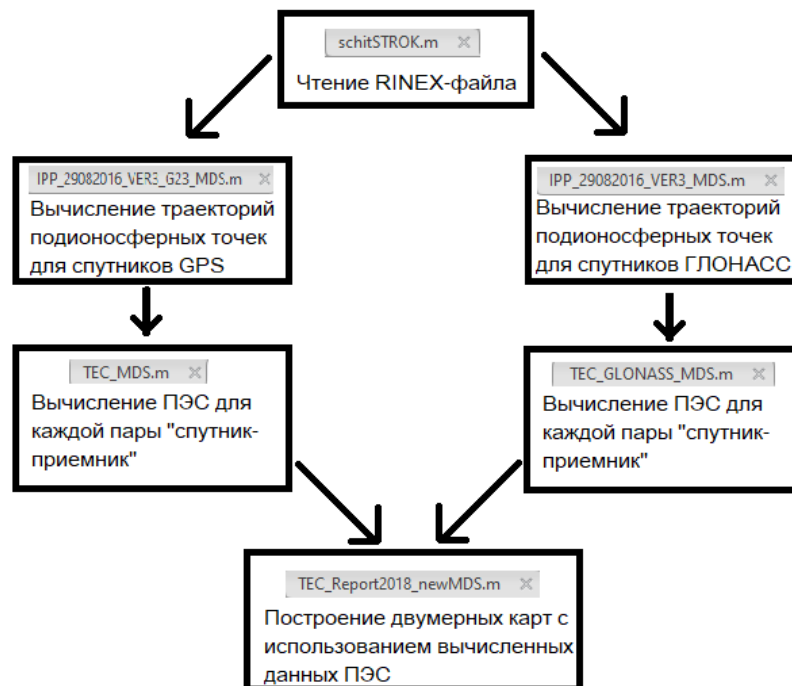 schitSTROK.m ×
Чтение RINEX-файла
IPP_29082016_VER3_G23_MDS.m ×
Вычисление траекторий
подионосферных точек
для спутников GPS
IPP_29082016_VER3_MDS.m ×
Вычисление траекторий
подионосферных точек
для спутников ГЛОНАСС
TEC_MDS.m ×
Вычисление ПЭС для
каждой пары "спутник-
приемник"
TEC_GLONASS_MDS.m ×
Вычисление ПЭС для
каждой пары "спутник-
приемник"
TEC_Report2018_newMDS.m ×
Построение двумерных карт с
использованием вычисленных
данных ПЭС